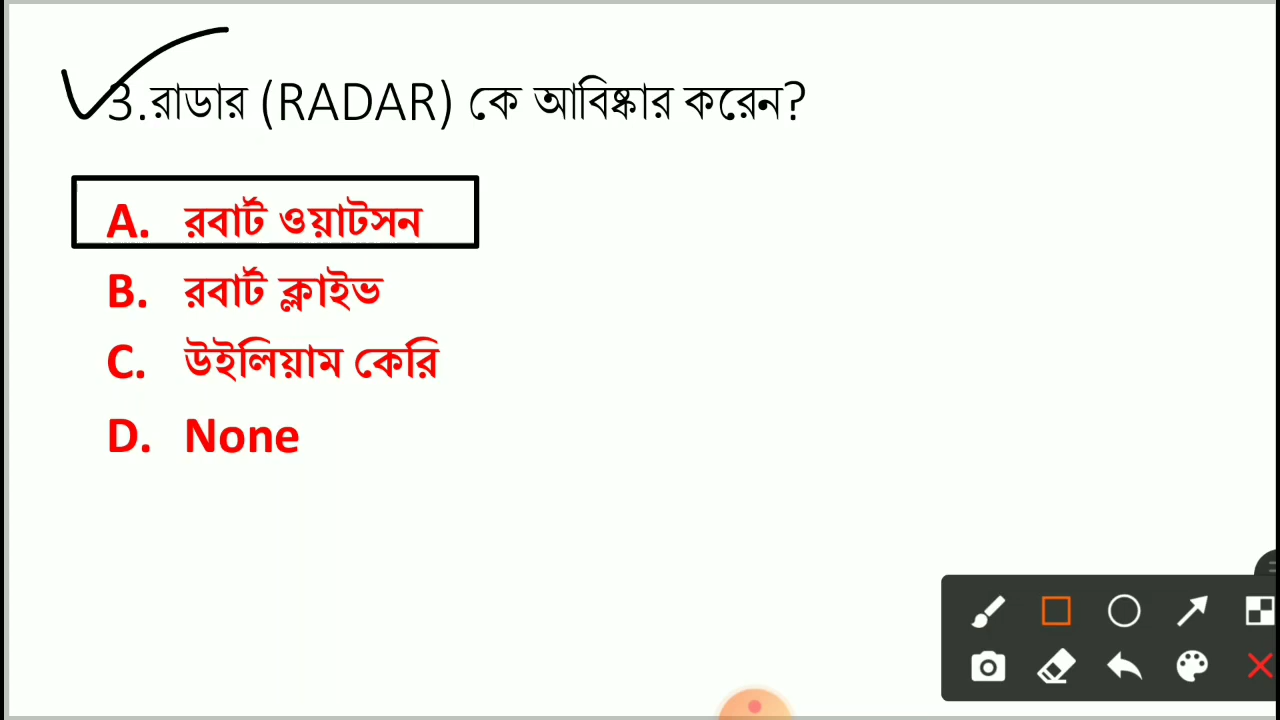 3.রাডার (RADAR) কে আবিষ্কার করেন?
A. রবার্ট ওয়াটসন
B. রবার্ট ক্লাইভ
C. উইলিয়াম কেরি
D. None